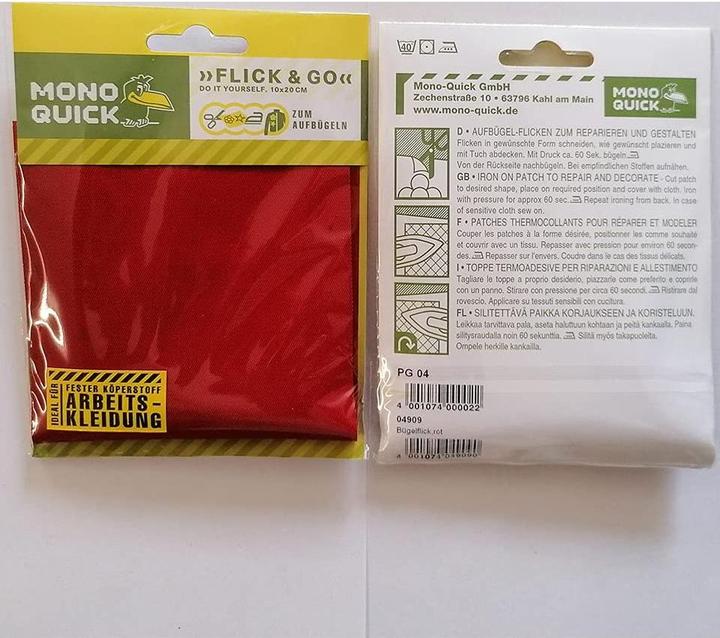 MONO
QUICK
»FLICK & GO«
DO IT YOURSELF. 10x20CM
ZUM
AUFBÜGELN
IDEAL FÜR
FESTER KÖPERSTOFF
ARBEITS-
KLEIDUNG
40
Mono-Quick GmbH
Zechenstraße 10 • 63796 Kahl am Main
www.mono-quick.de
MONO
QUICK
D • AUFBÜGEL-FLICKEN ZUM REPARIEREN UND GESTALTEN
Flicken in gewünschte Form schneiden, wie gewünscht plazieren und
mit Tuch abdecken. Mit Druck ca. 60 Sek. bügeln.
Von der Rückseite nachbügeln. Bei empfindlichen Stoffen aufnähen.
GB • IRON ON PATCH TO REPAIR AND DECORATE - Cut patch
to desired shape, place on required position and cover with cloth. Iron
with pressure for approx 60 sec. Repeat ironing from back. In case
of sensitive cloth sew on.
F • PATCHES THERMOCOLLANTS POUR RÉPARER ET MODELER
Couper les patches à la forme désirée, positionner les comme souhaité
et couvrir avec un tissu. Repasser avec pression pour environ 60 secon-
des. Repasser sur l'envers. Coudre dans le cas des tissus délicats.
I • TOPPE TERMOADESIVE PER RIPARAZIONI E ALLESTIMENTO
Tagliare le toppe a proprio desiderio, piazzarle come preferito e coprirle
con un panno. Stirare con pressione per circa 60 secondi. Ristirare dal
rovescio. Applicare su tessuti sensibili con cucitura.
FL • SILITETTÄVÄ PAIKKA KORJAUKSEEN JA KORISTELUUN.
Leikkaa tarvittava pala, aseta haluttuun kohtaan ja peitä kankaalla. Paina
silitysraudalla noin 60 sekunttia. Silitä myös takapuoleta.
Ompele herkille kankailla.
PG 04
4 001074 000022
04909
Bügelflick,rot
4 001074 049090